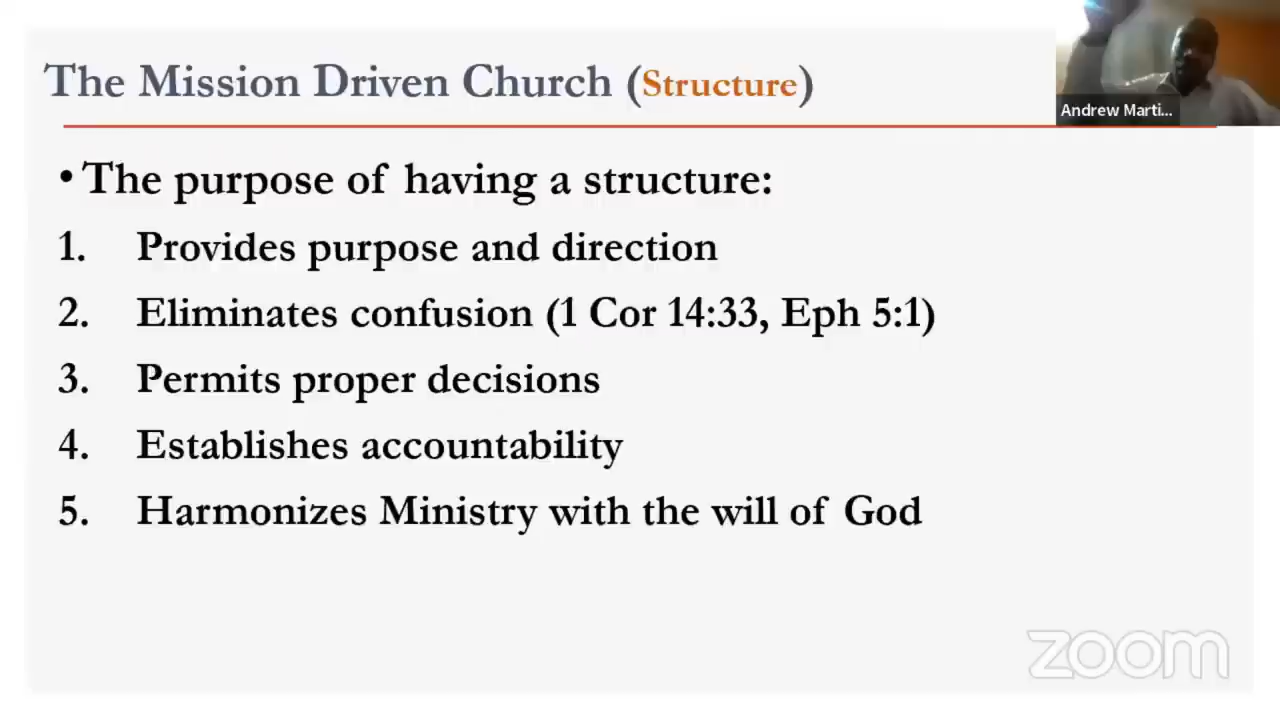 The Mission Driven Church (Structure)
Andrew Marti...
• The purpose of having a structure:
1. Provides purpose and direction
2. Eliminates confusion (1 Cor 14:33, Eph 5:1)
3. Permits proper decisions
4. Establishes accountability
5. Harmonizes Ministry with the will of God
zoom